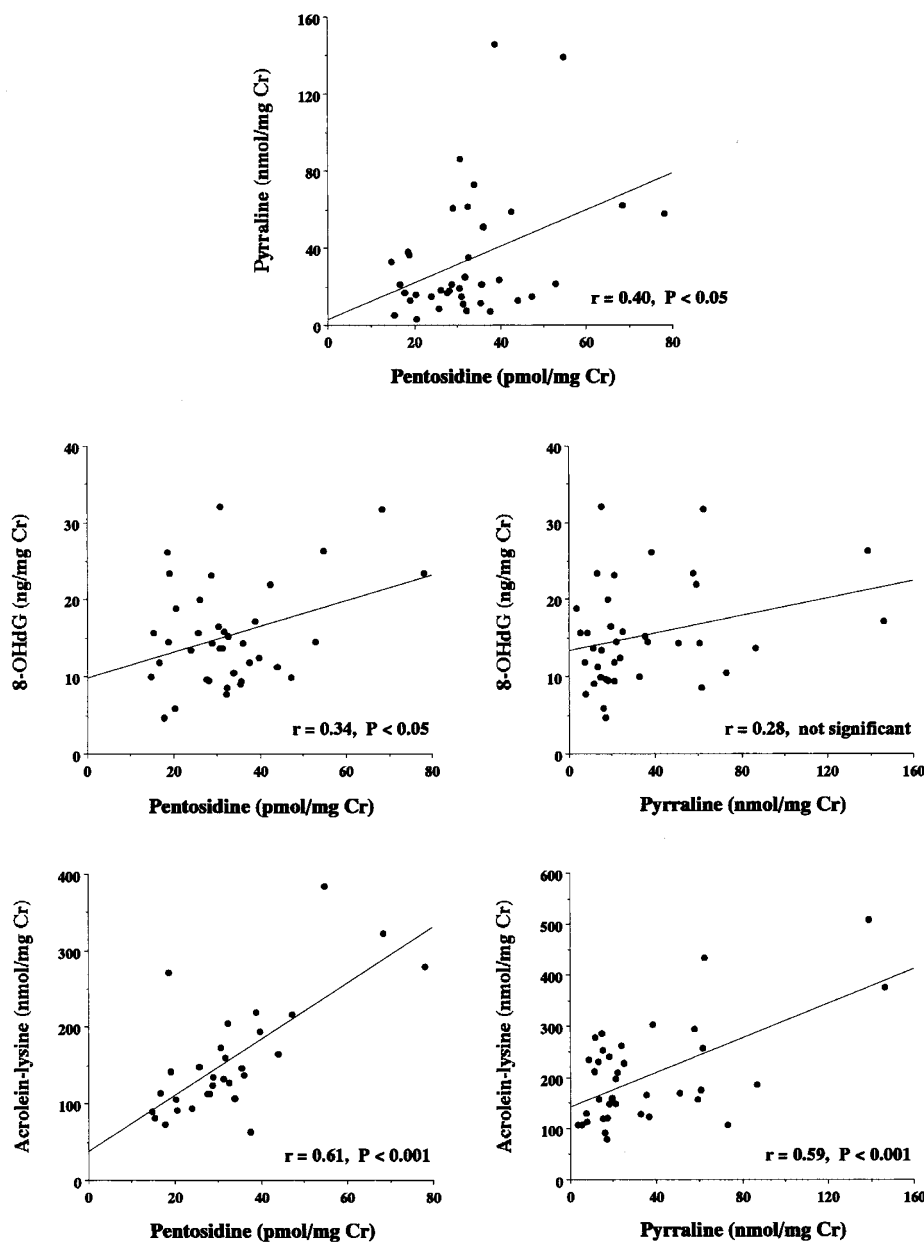 160
120
80
40
0
Pyrraline (nmol/mg Cr)
r = 0.40, P < 0.05
0 20 40 60 80
Pentosidine (pmol/mg Cr)
40
30
20
10
0
8-OHdG (ng/mg Cr)
r = 0.34, P < 0.05
0 20 40 60 80
Pentosidine (pmol/mg Cr)
40
30
20
10
0
8-OHdG (ng/mg Cr)
r = 0.28, not significant
0 40 80 120 160
Pyrraline (nmol/mg Cr)
400
300
200
100
0
Acrolein-lysine (nmol/mg Cr)
r = 0.61, P < 0.001
0 20 40 60 80
Pentosidine (pmol/mg Cr)
600
500
400
300
200
100
0
Acrolein-lysine (nmol/mg Cr)
r = 0.59, P < 0.001
0 40 80 120 160
Pyrraline (nmol/mg Cr)